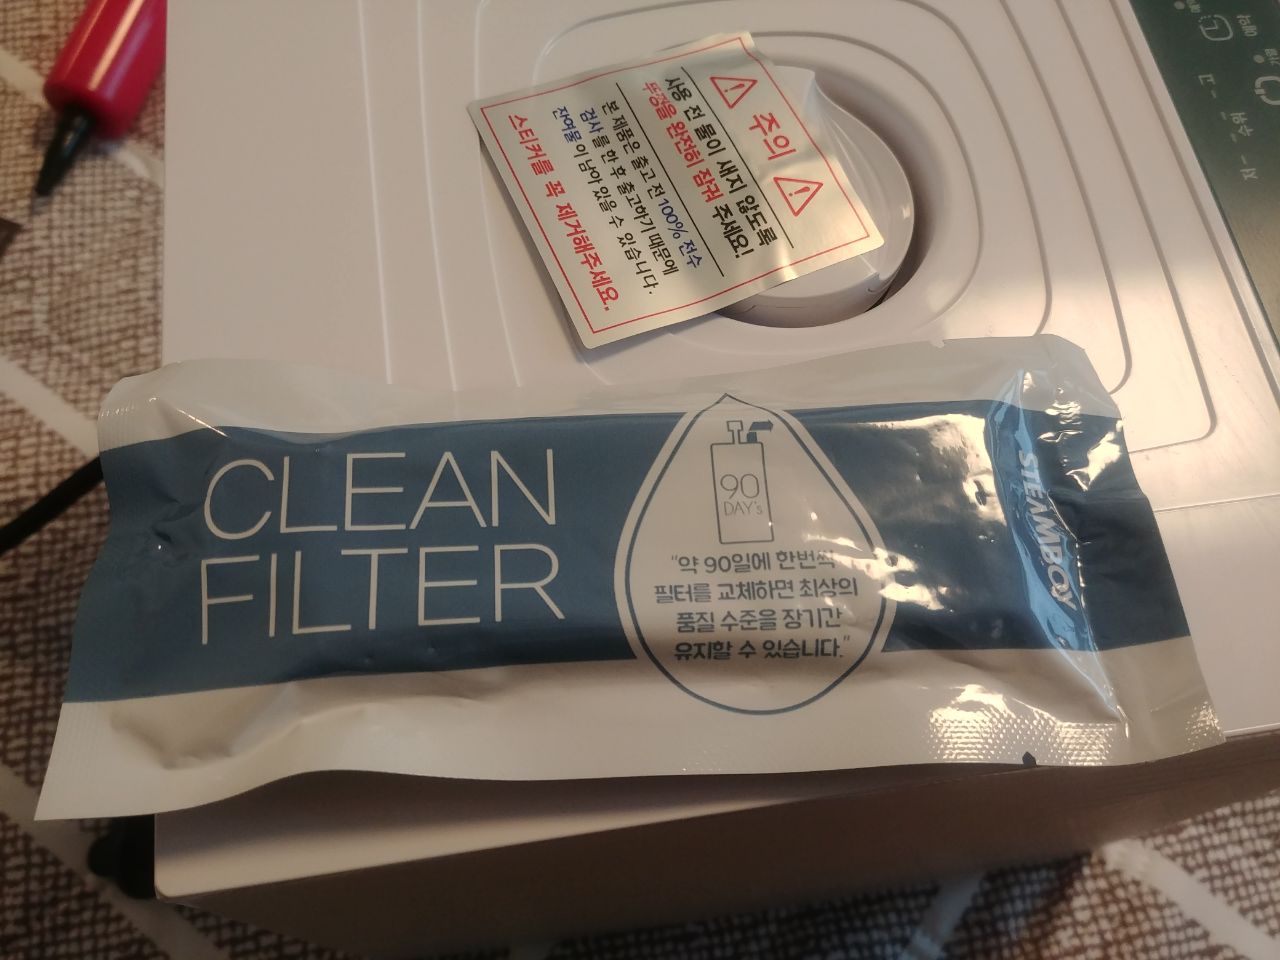 주의
사용 전 물이 새지 않도록
뚜껑을 완전히 잠궈 주세요!
본 제품은 출고 전 100% 전수
검사를 한 후 출고하기 때문에
잔여물이 남아 있을 수 있습니다.
스티커를 꼭 제거해주세요.
CLEAN
FILTER
90
DAY's
"약 90일에 한번씩
필터를 교체하면 최상의
품질 수준을 장기간
유지할 수 있습니다."
STEAMBOY
수위
고
저